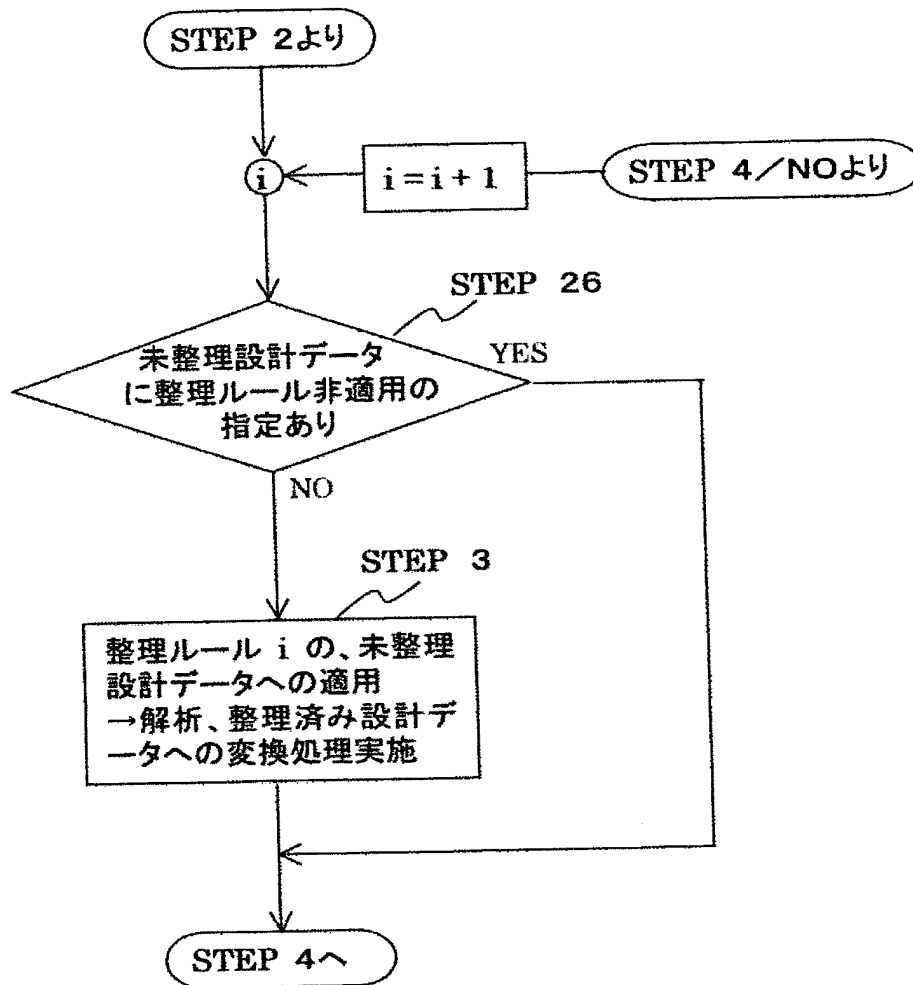 STEP 2より
i
i=i+1
STEP 4/NOより
STEP 26
未整理設計データ
に整理ルール非適用の
指定あり
YES
NO
STEP 3
整理ルール i の、未整理
設計データへの適用
→解析、整理済み設計デ
ータへの変換処理実施
STEP 4へ